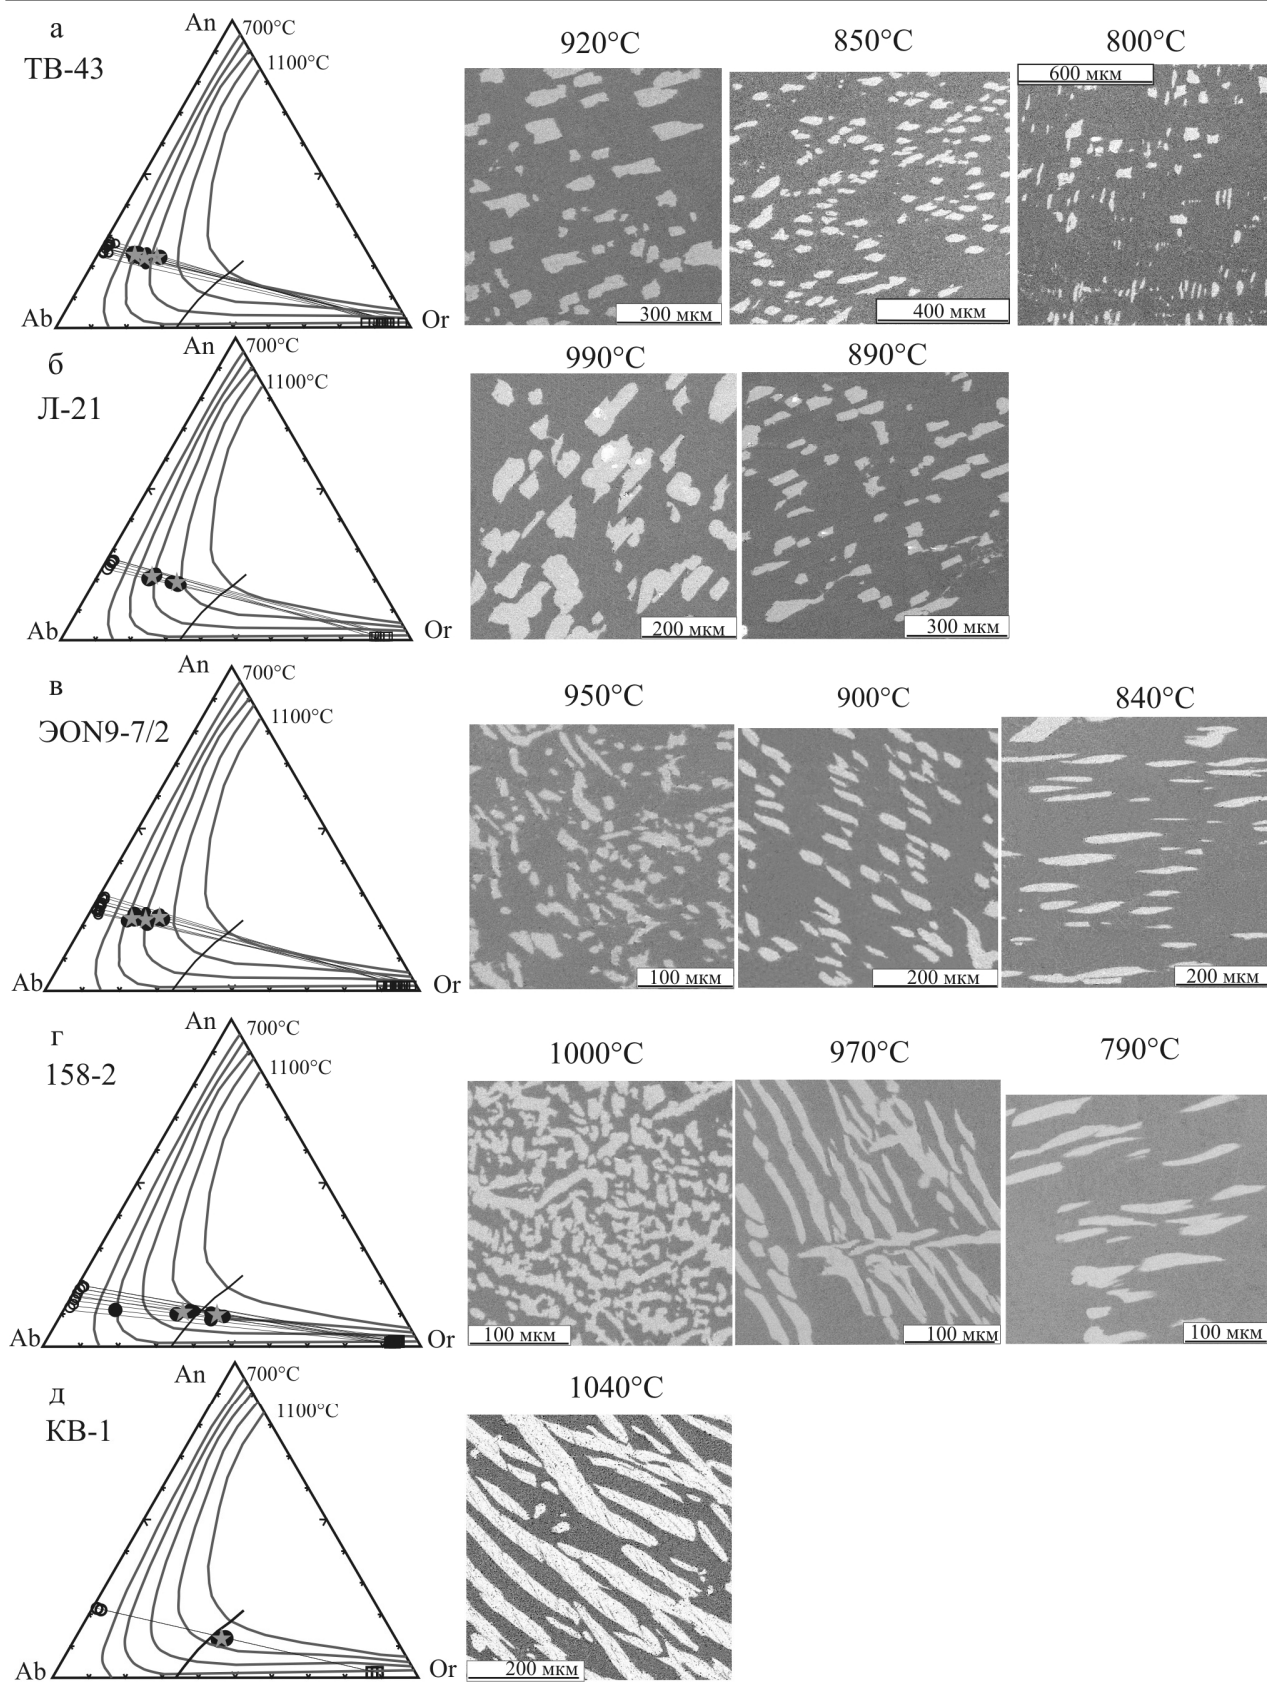 а
ТВ-43
An
700°C
1100°C
Ab
Or
920°C
300 мкм
850°C
400 мкм
800°C
600 мкм
б
Л-21
An
700°C
1100°C
Ab
Or
990°C
200 мкм
890°C
300 мкм
в
ЭОN9-7/2
An
700°C
1100°C
Ab
Or
950°C
100 мкм
900°C
200 мкм
840°C
200 мкм
г
158-2
An
700°C
1100°C
Ab
Or
1000°C
100 мкм
970°C
100 мкм
790°C
100 мкм
д
КВ-1
An
700°C
1100°C
Ab
Or
1040°C
200 мкм